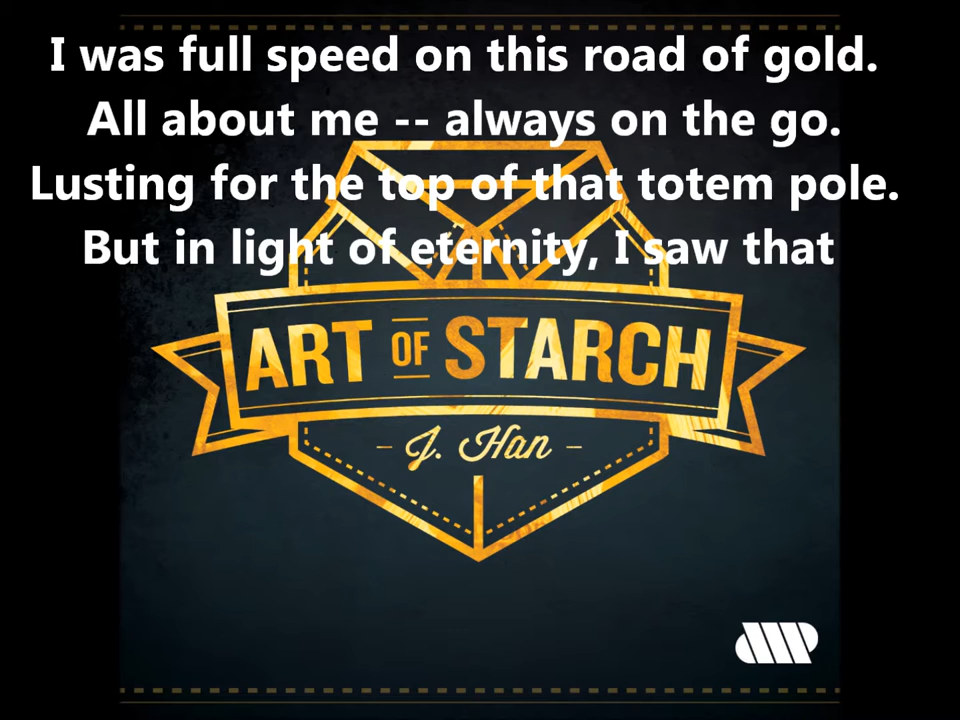 I was full speed on this road of gold.
All about me -- always on the go.
Lusting for the top of that totem pole.
But in light of eternity, I saw that
ART OF STARCH
- J. Han -